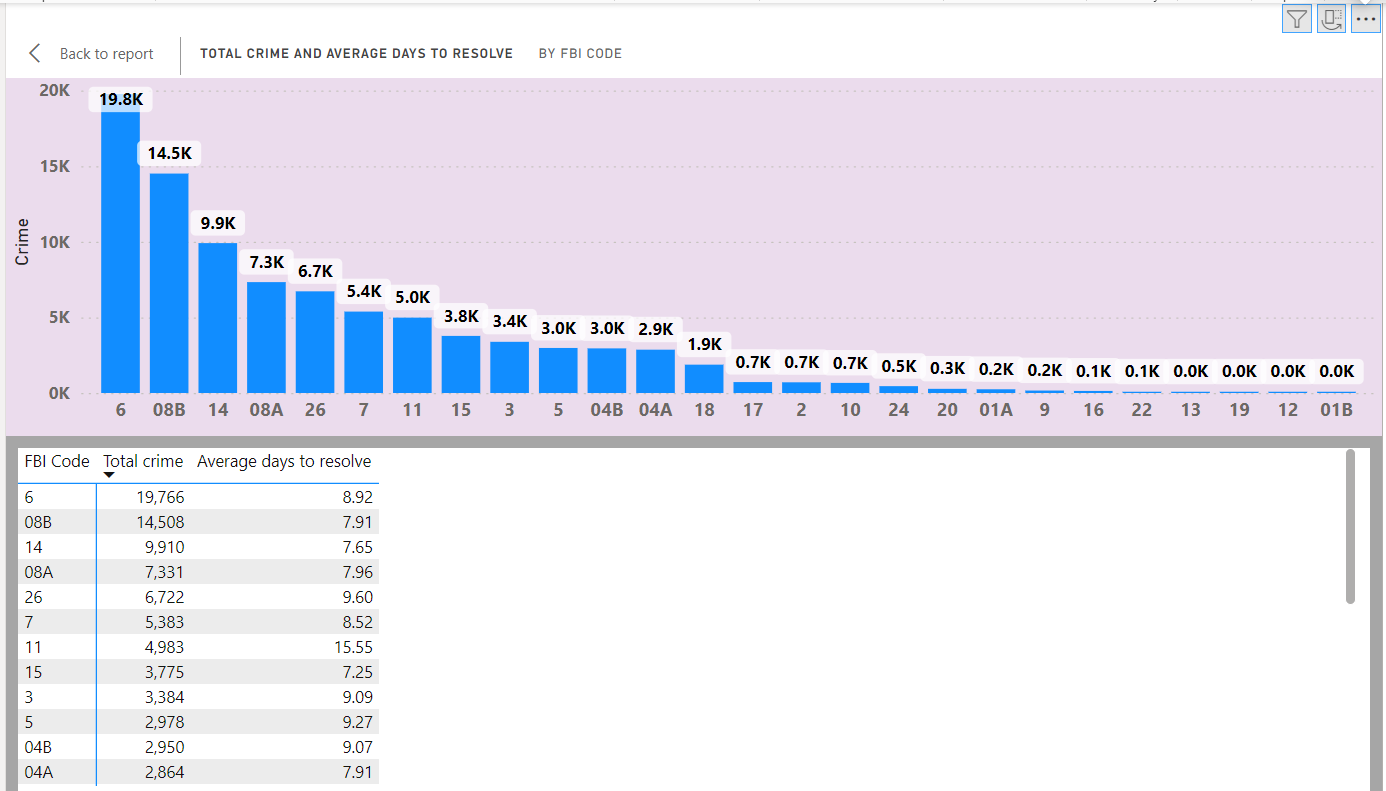 Back to report TOTAL CRIME AND AVERAGE DAYS TO RESOLVE BY FBI CODE
20K
15K
10K
5K
0K
Crime
19.8K 14.5K 9.9K 7.3K 6.7K 5.4K 5.0K 3.8K 3.4K 3.0K 3.0K 2.9K 1.9K 0.7K 0.7K 0.7K 0.5K 0.3K 0.2K 0.2K 0.1K 0.1K 0.0K 0.0K 0.0K 0.0K
6 08B 14 08A 26 7 11 15 3 5 04B 04A 18 17 2 10 24 20 01A 9 16 22 13 19 12 01B
FBI Code Total crime Average days to resolve
6 19,766 8.92
08B 14,508 7.91
14 9,910 7.65
08A 7,331 7.96
26 6,722 9.60
7 5,383 8.52
11 4,983 15.55
15 3,775 7.25
3 3,384 9.09
5 2,978 9.27
04B 2,950 9.07
04A 2,864 7.91